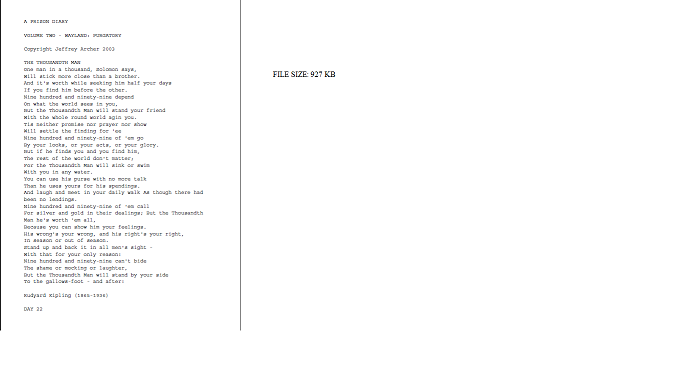 A PRISON DIARY
VOLUME TWO - WAYLAND: PURGATORY
Copyright Jeffrey Archer 2003
THE THOUSANDTH MAN
One man in a thousand, Solomon says,
Will stick more close than a brother.
And it's worth while seeking him half your days
If you find him before the other.
Nine hundred and ninety-nine depend
On what the world sees in you,
But the Thousandth Man will stand your friend
With the whole round world agin you.
Tis neither promise nor prayer nor show
Will settle the finding for 'ee
Nine hundred and ninety-nine of 'em go
By your looks, or your acts, or your glory.
But if he finds you and you find him,
The rest of the world don't matter;
For the Thousandth Man will sink or swim
With you in any water.
You can use his purse with no more talk
Than he uses yours for his spendings.
And laugh and meet in your daily walk As though there had
been no lendings.
Nine hundred and ninety-nine of 'em call
For silver and gold in their dealings; But the Thousandth
Man he's worth 'em all,
Because you can show him your feelings.
His wrong's your wrong, and his right's your right,
In season or out of season.
Stand up and back it in all men's sight -
With that for your only reason!
Nine hundred and ninety-nine can't bide
The shame or mocking or laughter,
But the Thousandth Man will stand by your side
To the gallows-foot - and after!
Rudyard Kipling (1865-1936)
DAY 22
FILE SIZE: 927 KB